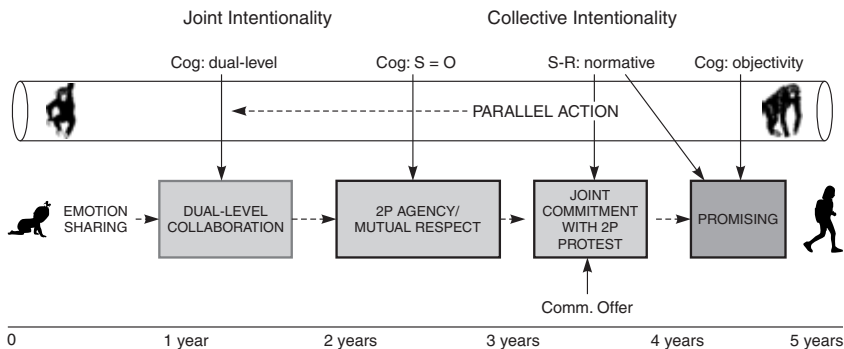 Joint Intentionality
Collective Intentionality
Cog: dual-level
Cog: S = O
S-R: normative
Cog: objectivity
PARALLEL ACTION
EMOTION
SHARING
DUAL-LEVEL
COLLABORATION
2P AGENCY/
MUTUAL RESPECT
JOINT
COMMITMENT
WITH 2P
PROTEST
PROMISING
Comm. Offer
0
1 year
2 years
3 years
4 years
5 years